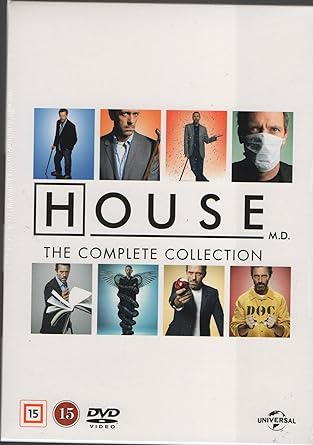 HOUSE
M.D.
THE COMPLETE COLLECTION
DOC
15
15
DVD
VIDEO
UNIVERSAL